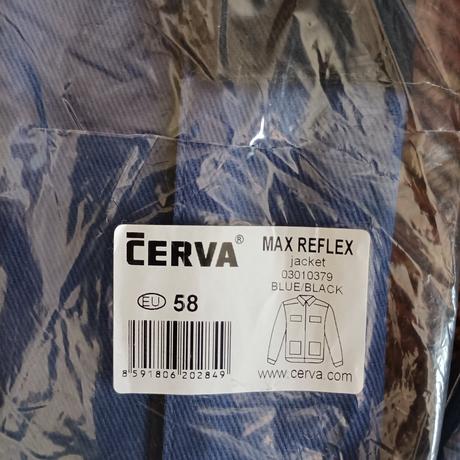 ČERVA®
MAX REFLEX
jacket
03010379
BLUE/BLACK
EU 58
8 591806 202849
www.cerva.com